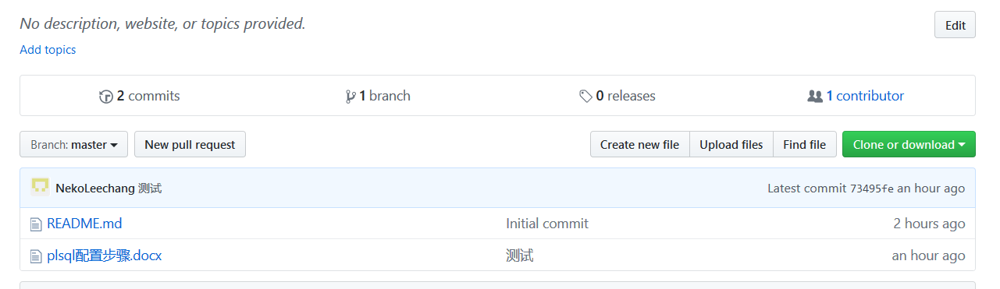 No description, website, or topics provided.
Edit
Add topics
2 commits
1 branch
0 releases
1 contributor
Branch: master
New pull request
Create new file
Upload files
Find file
Clone or download
NekoLeechang 测试
Latest commit 73495fe an hour ago
README.md
Initial commit
2 hours ago
plsql配置步骤.docx
测试
an hour ago